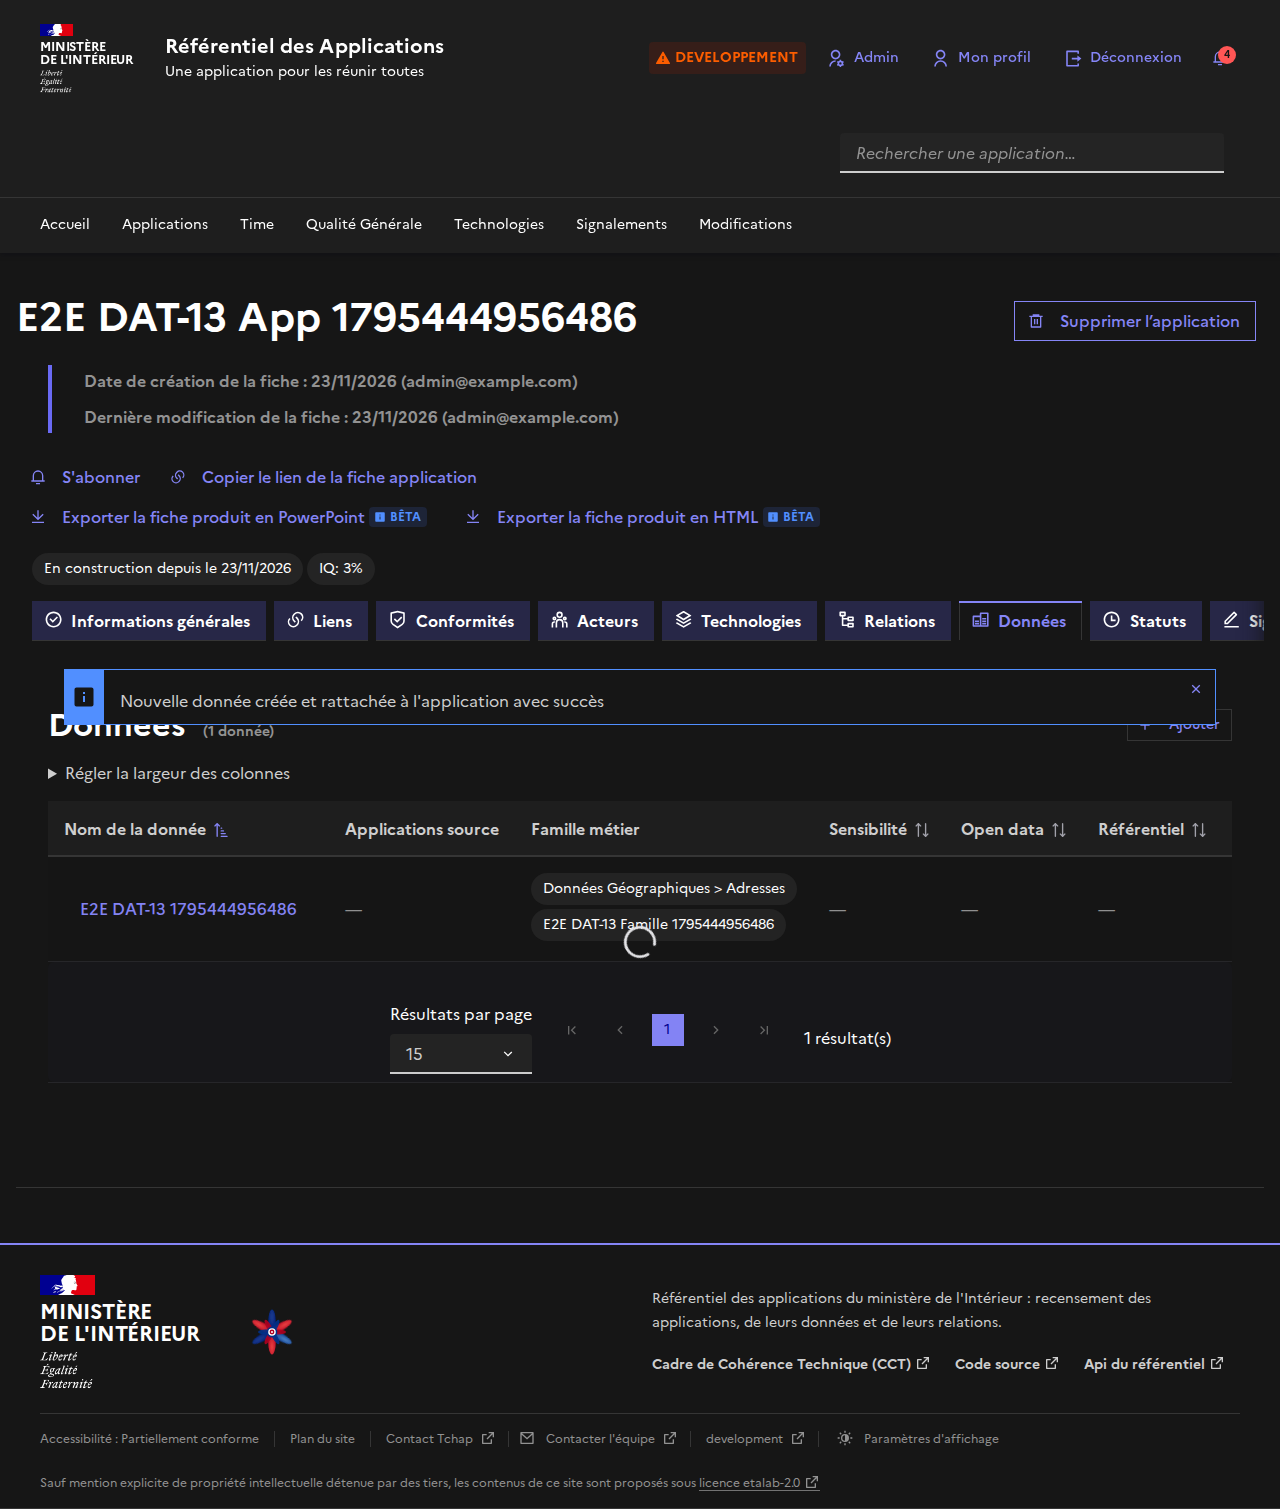 MINISTÈRE
DE L'INTÉRIEUR
Liberté
Égalité
Fraternité
Référentiel des Applications
Une application pour les réunir toutes
DEVELOPPEMENT
Admin
Mon profil
Déconnexion
4
Rechercher une application…
Accueil
Applications
Time
Qualité Générale
Technologies
Signalements
Modifications
E2E DAT-13 App 1795444956486
Supprimer l’application
Date de création de la fiche : 23/11/2026 (admin@example.com)
Dernière modification de la fiche : 23/11/2026 (admin@example.com)
S'abonner
Copier le lien de la fiche application
Exporter la fiche produit en PowerPoint
BÊTA
Exporter la fiche produit en HTML
BÊTA
En construction depuis le 23/11/2026
IQ: 3%
Informations générales
Liens
Conformités
Acteurs
Technologies
Relations
Données
Statuts
Nouvelle donnée créée et rattachée à l'application avec succès
Données
(1 donnée)
Ajouter
Régler la largeur des colonnes
Nom de la donnée
Applications source
Famille métier
Sensibilité
Open data
Référentiel
E2E DAT-13 1795444956486
—
Données Géographiques > Adresses
E2E DAT-13 Famille 1795444956486
—
—
—
Résultats par page
15
1
1 résultat(s)
MINISTÈRE
DE L'INTÉRIEUR
Liberté
Égalité
Fraternité
Référentiel des applications du ministère de l'Intérieur : recensement des
applications, de leurs données et de leurs relations.
Cadre de Cohérence Technique (CCT)
Code source
Api du référentiel
Accessibilité : Partiellement conforme
Plan du site
Contact Tchap
Contacter l'équipe
development
Paramètres d'affichage
Sauf mention explicite de propriété intellectuelle détenue par des tiers, les contenus de ce site sont proposés sous licence etalab-2.0